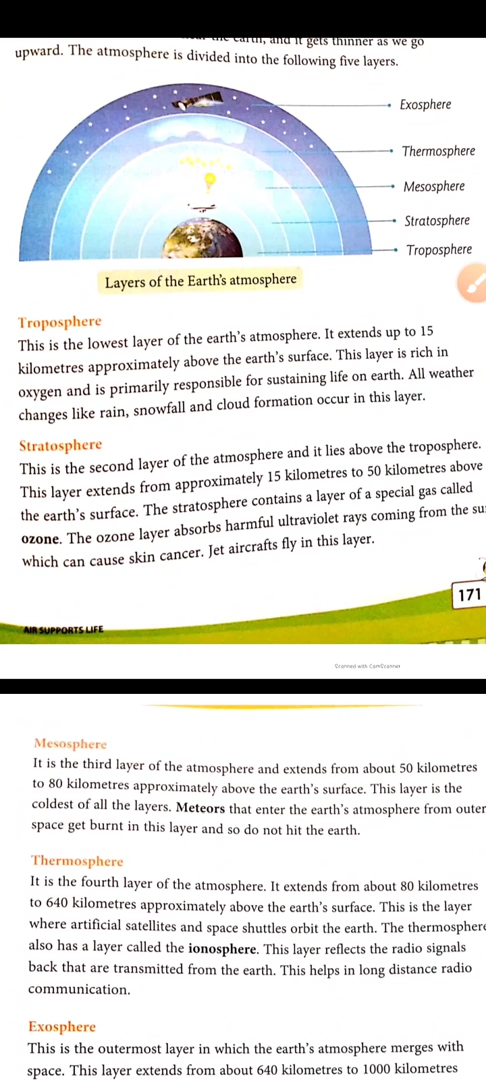 near the earth, and it gets thinner as we go
upward. The atmosphere is divided into the following five layers.
Exosphere
Thermosphere
Mesosphere
Stratosphere
Troposphere
Layers of the Earth's atmosphere
Troposphere
This is the lowest layer of the earth's atmosphere. It extends up to 15
kilometres approximately above the earth's surface. This layer is rich in
oxygen and is primarily responsible for sustaining life on earth. All weather
changes like rain, snowfall and cloud formation occur in this layer.
Stratosphere
This is the second layer of the atmosphere and it lies above the troposphere.
This layer extends from approximately 15 kilometres to 50 kilometres above
the earth's surface. The stratosphere contains a layer of a special gas called
ozone. The ozone layer absorbs harmful ultraviolet rays coming from the su
which can cause skin cancer. Jet aircrafts fly in this layer.
171
AIR SUPPORTS LIFE
Scanned with CamScanner
Mesosphere
It is the third layer of the atmosphere and extends from about 50 kilometres
to 80 kilometres approximately above the earth's surface. This layer is the
coldest of all the layers. Meteors that enter the earth's atmosphere from outer
space get burnt in this layer and so do not hit the earth.
Thermosphere
It is the fourth layer of the atmosphere. It extends from about 80 kilometres
to 640 kilometres approximately above the earth's surface. This is the layer
where artificial satellites and space shuttles orbit the earth. The thermosphere
also has a layer called the ionosphere. This layer reflects the radio signals
back that are transmitted from the earth. This helps in long distance radio
communication.
Exosphere
This is the outermost layer in which the earth's atmosphere merges with
space. This layer extends from about 640 kilometres to 1000 kilometres